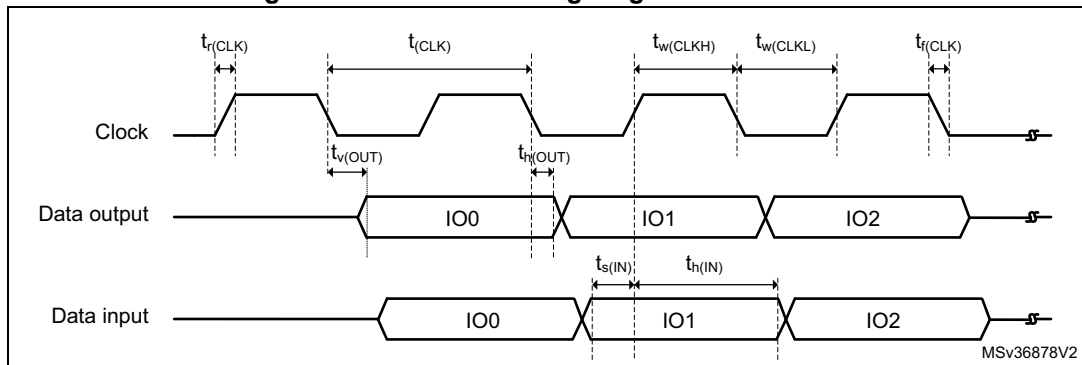 tr(CLK) t(CLK) tw(CLKH) tw(CLKL) tf(CLK)
Clock
tv(OUT) th(OUT)
Data output IO0 IO1 IO2
ts(IN) th(IN)
Data input IO0 IO1 IO2
MSv36878V2